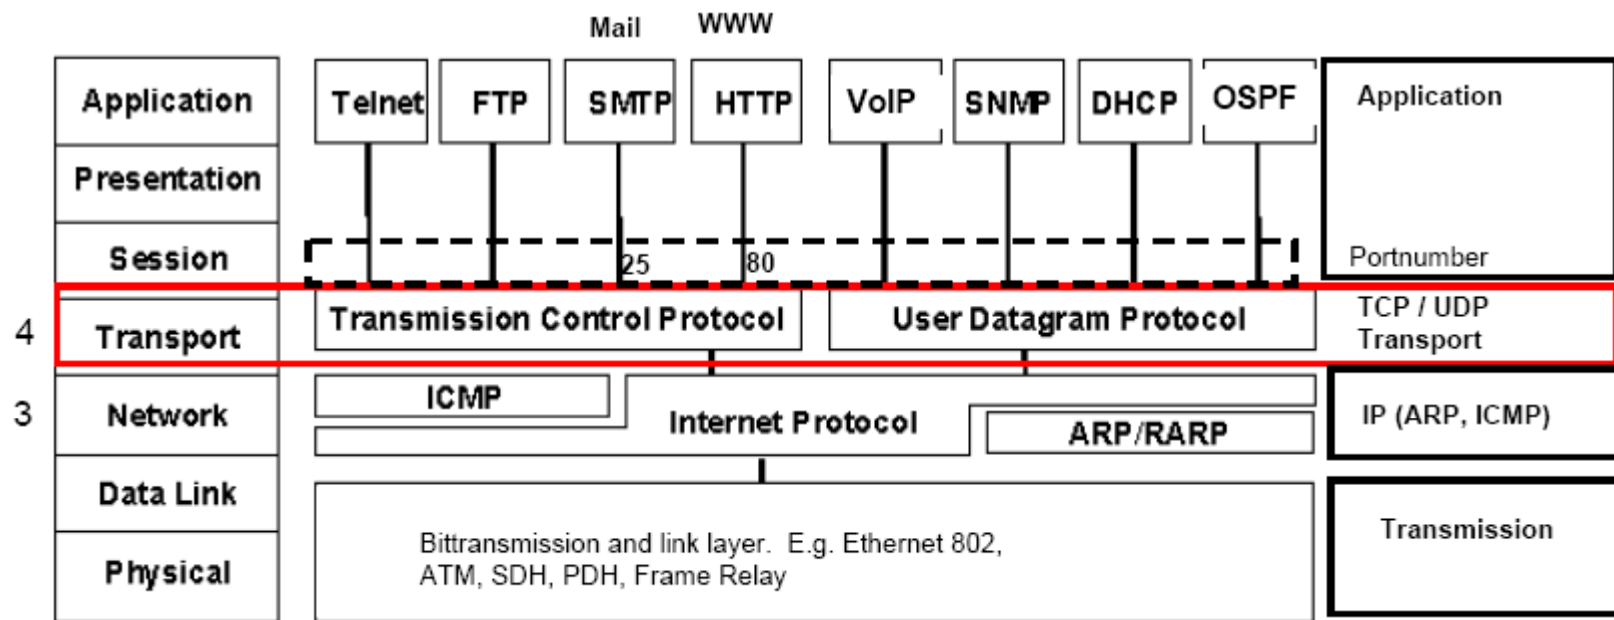 Mail WWW
Application Telnet FTP SMTP HTTP VoIP SNMP DHCP OSPF Application
Presentation
Session 25 80 Portnumber
4 Transport Transmission Control Protocol User Datagram Protocol TCP / UDP
Transport
3 Network ICMP Internet Protocol ARP/RARP IP (ARP, ICMP)
Data Link
Physical
Bittransmission and link layer. E.g. Ethernet 802,
ATM, SDH, PDH, Frame Relay
Transmission